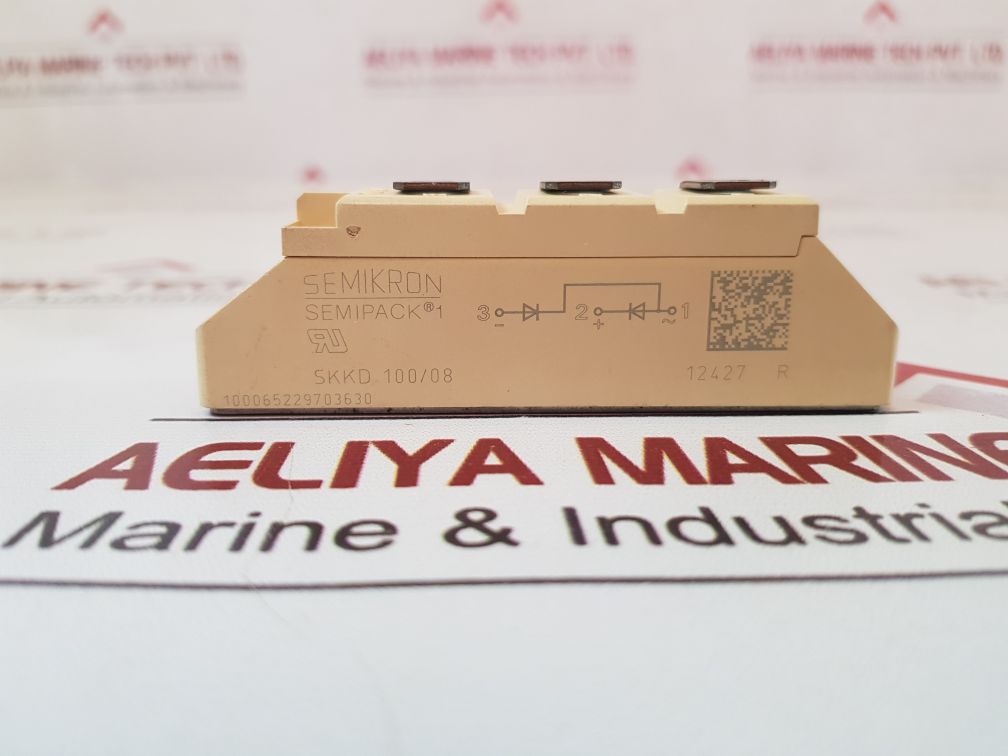 SEMIKRON
SEMIPACK®1
3 - 2 + ~ 1
SKKD 100/08
12427 R
100065229703630
AELIYA MARINE
Marine & Industrial